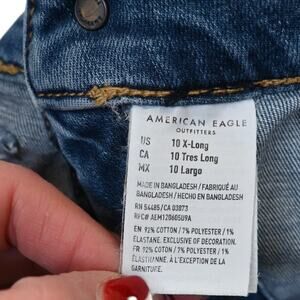 AMERICAN EAGLE
OUTFITTERS
US 10 X-Long
CA 10 Tres Long
MX 10 Largo
MADE IN BANGLADESH / FABRIQUÉ AU
BANGLADESH / HECHO EN BANGLADESH
RN 54485/CA 03873
RFC# AEM120605U9A
EN: 92% COTTON / 7% POLYESTER / 1%
ELASTANE. EXCLUSIVE OF DECORATION.
FR: 92% COTON / 7% POLYESTER / 1%
ÉLASTHANNE. À L'EXCEPTION DE LA
GARNITURE.